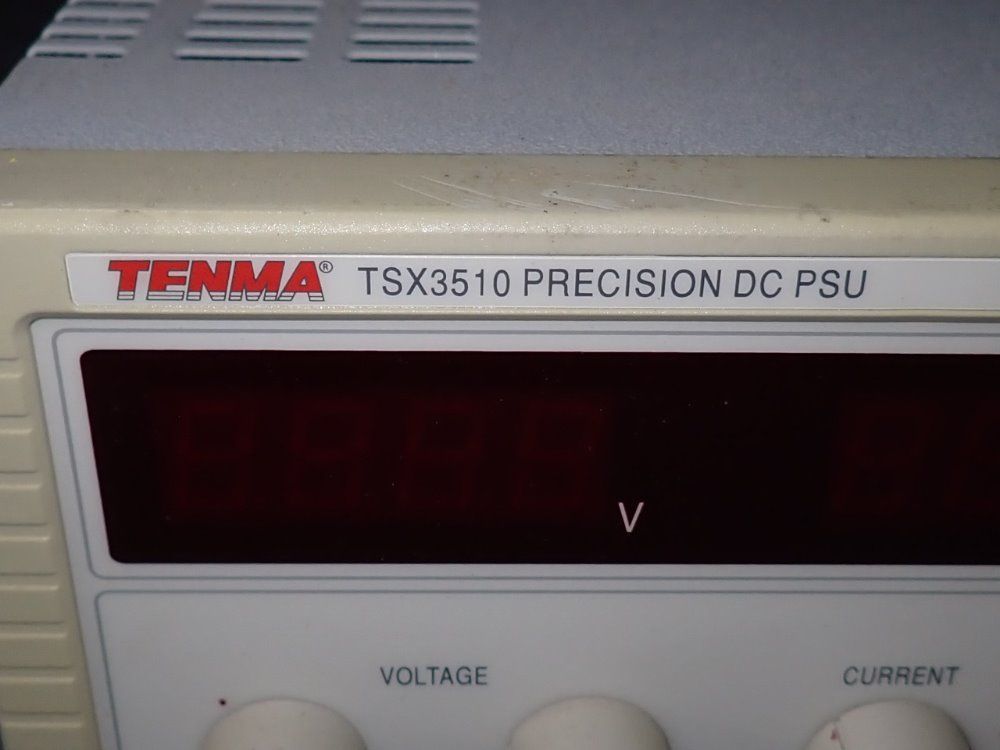 TENMA® TSX3510 PRECISION DC PSU
V
VOLTAGE
CURRENT